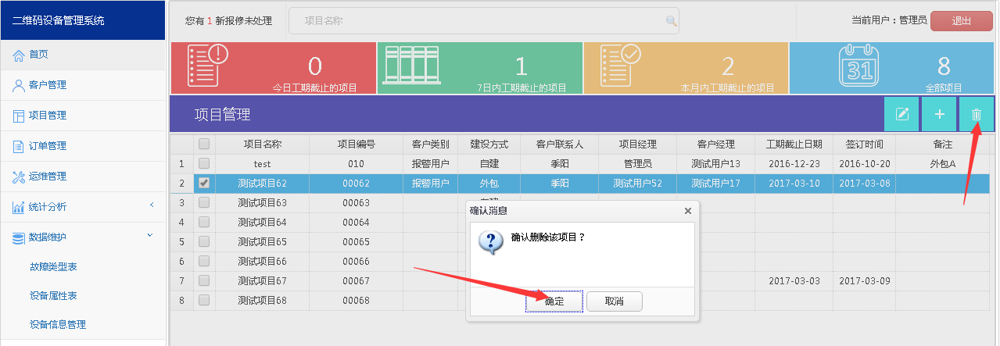 二维码设备管理系统
首页
客户管理
项目管理
订单管理
运维管理
统计分析
数据维护
故障类型表
设备属性表
设备信息管理
您有 1 新报修未处理
项目名称
当前用户：管理员
退出
0
今日工期截止的项目
1
7日内工期截止的项目
2
本月内工期截止的项目
31
8
全部项目
项目管理
项目名称 项目编号 客户类别 建设方式 客户联系人 项目经理 客户经理 工期截止日期 签订时间 备注
1 test 010 报警用户 自建 季阳 管理员 测试用户13 2016-12-23 2016-10-20 外包A
2 测试项目62 00062 报警用户 外包 季阳 测试用户52 测试用户17 2017-03-10 2017-03-08
3 测试项目63 00063
4 测试项目64 00064
5 测试项目65 00065
6 测试项目66 00066
7 测试项目67 00067 2017-03-03 2017-03-09
8 测试项目68 00068
确认消息
确认删除该项目？
确定
取消